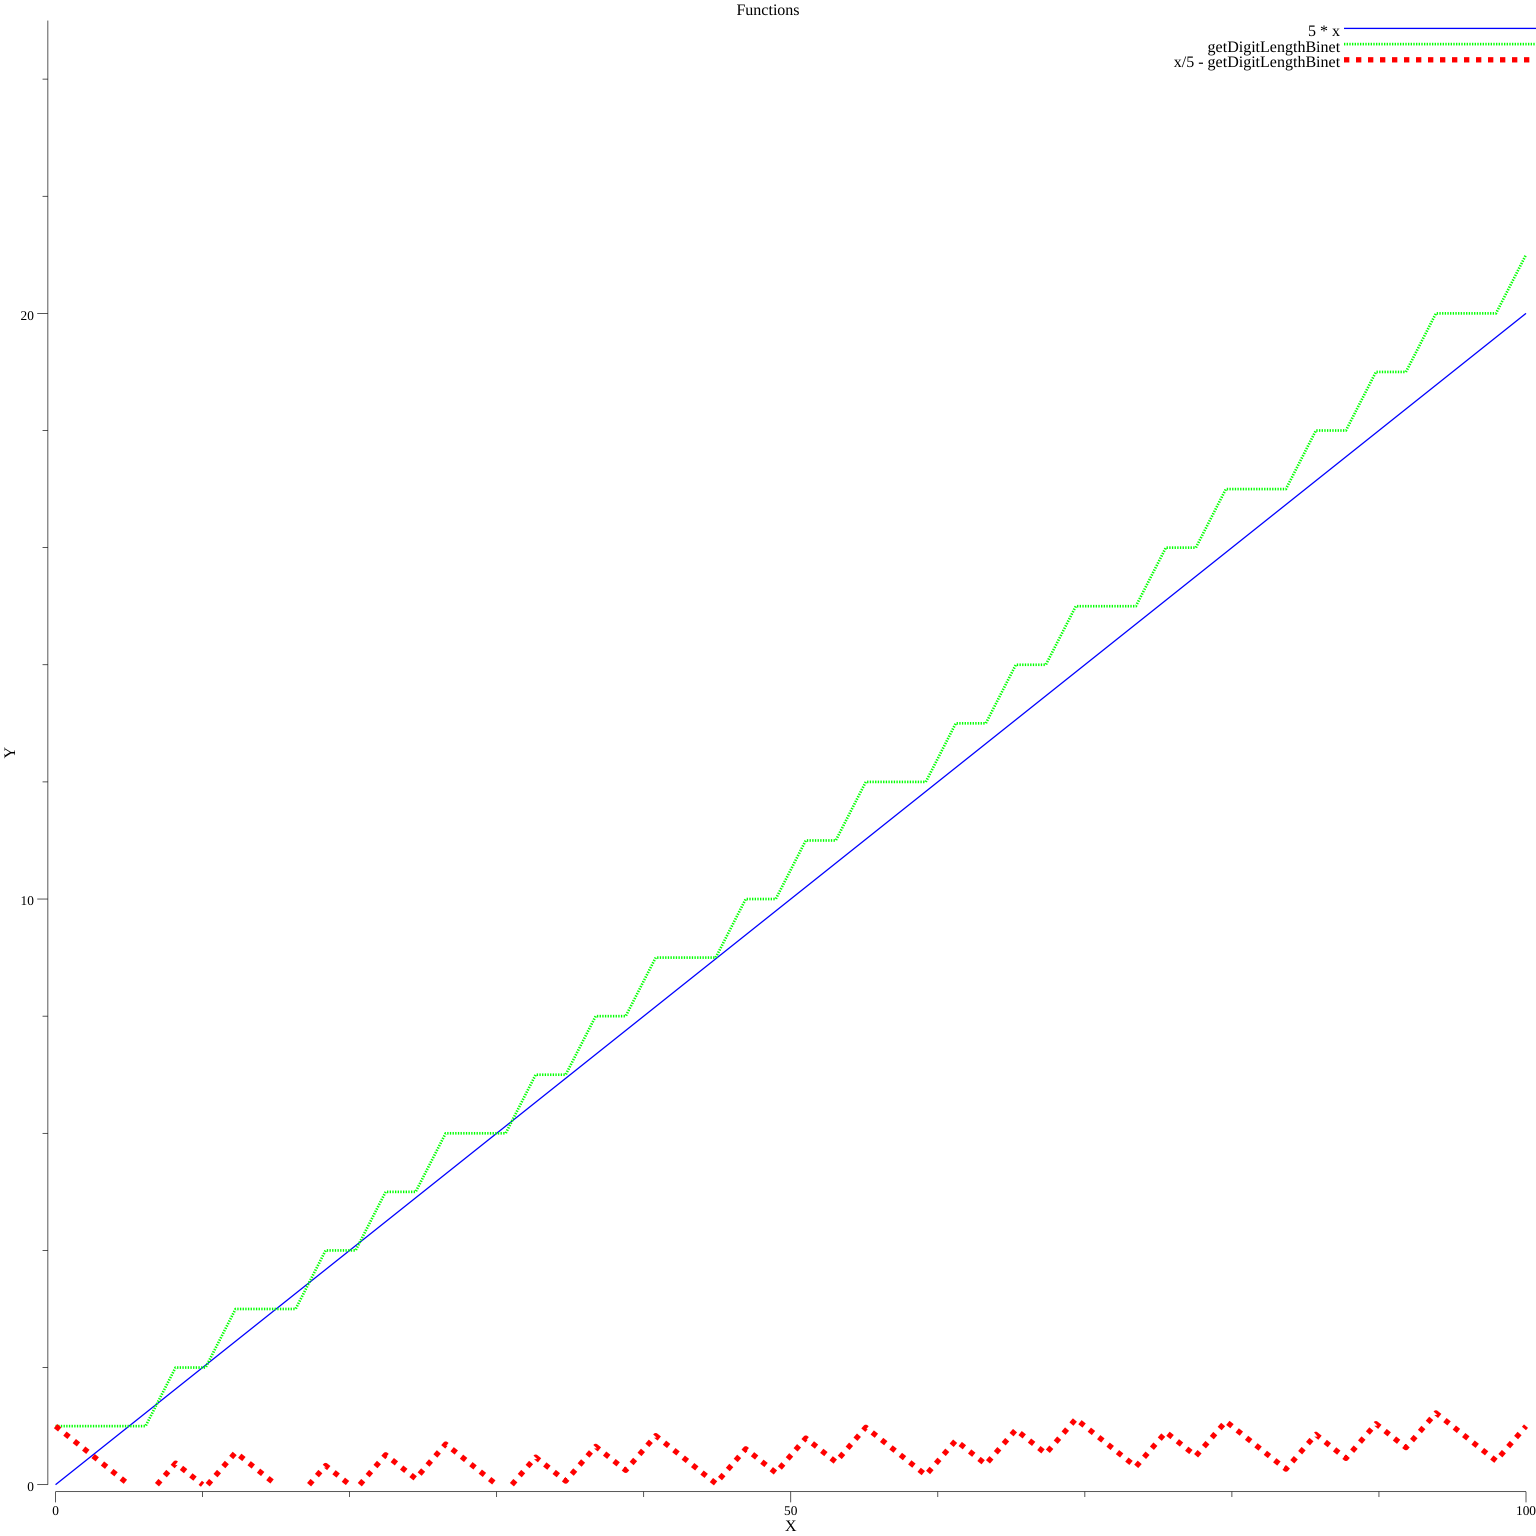 Functions
5 * x
getDigitLengthBinet
x/5 - getDigitLengthBinet
20
10
0
Y
0 50 100
X